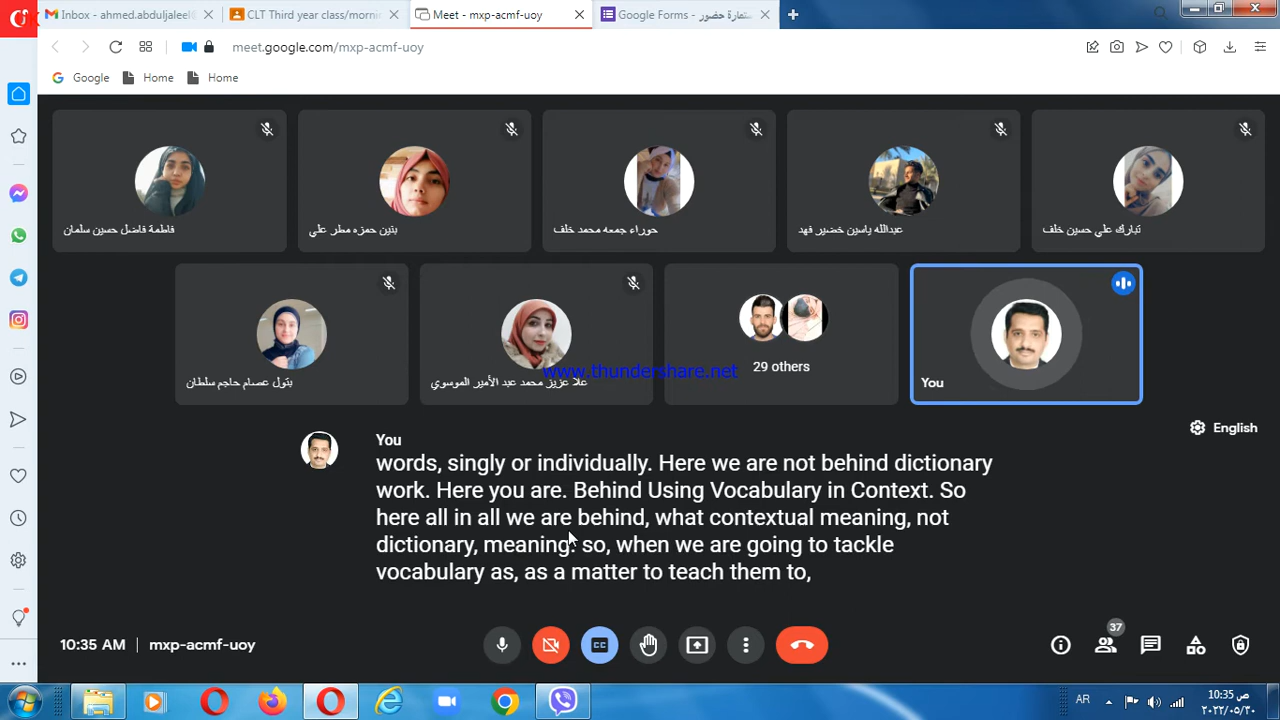 Inbox - ahmed.abduljaleel
CLT Third year class/morni
Meet - mxp-acmf-uoy
Google Forms - استمارة حضور
meet.google.com/mxp-acmf-uoy
Google
Home
Home
فاطمة فاضل حسين سلمان
بنين حمزه مطر علي
حوراء جمعه محمد خلف
عبدالله ياسين خضير فهد
تبارك علي حسين خلف
بتول عصام حاجم سلطان
علا عزيز محمد عبد الأمير الموسوي
29 others
You
www.thundershare.net
English
You
words, singly or individually. Here we are not behind dictionary
work. Here you are. Behind Using Vocabulary in Context. So
here all in all we are behind, what contextual meaning, not
dictionary, meaning. so, when we are going to tackle
vocabulary as, as a matter to teach them to,
10:35 AM | mxp-acmf-uoy
CC
37
AR
10:35 ص
٢٠٢٢/٠٥/٣٠